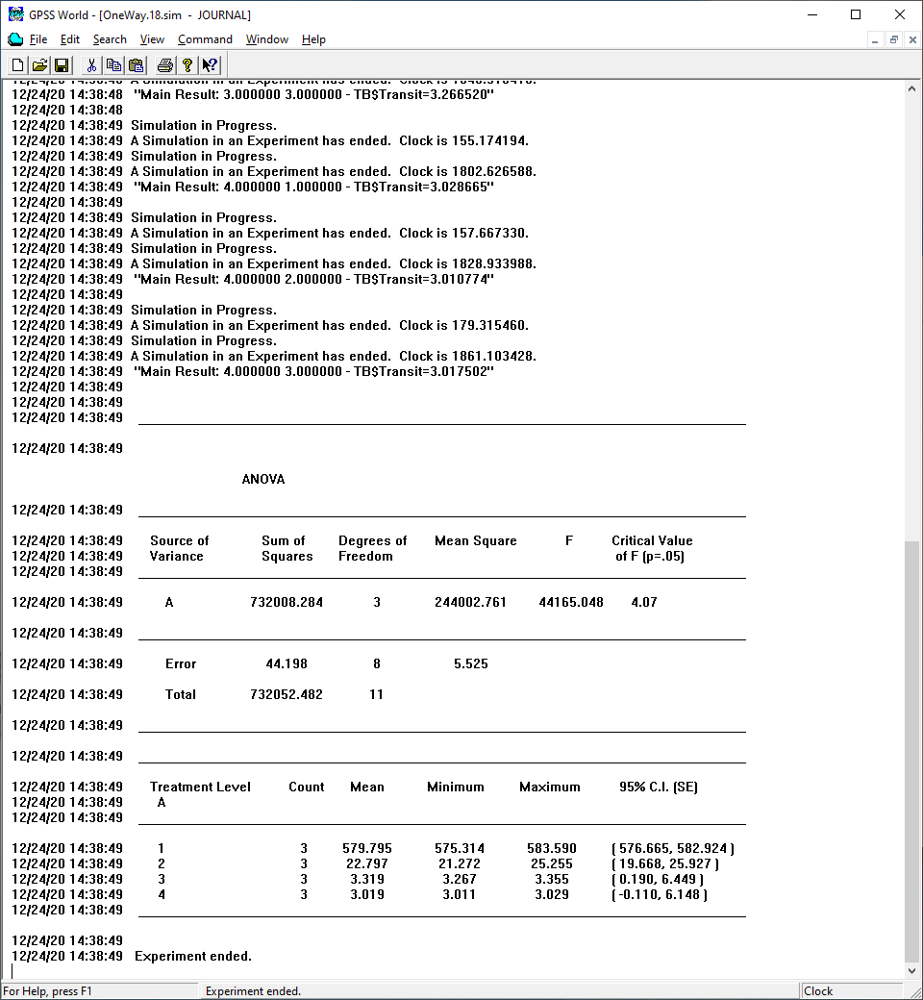 GPSS World - [OneWay.18.sim - JOURNAL]
File Edit Search View Command Window Help
12/24/20 14:38:48 "Main Result: 3.000000 3.000000 - TB$Transit=3.266520"
12/24/20 14:38:48
12/24/20 14:38:49 Simulation in Progress.
12/24/20 14:38:49 A Simulation in an Experiment has ended. Clock is 155.174194.
12/24/20 14:38:49 Simulation in Progress.
12/24/20 14:38:49 A Simulation in an Experiment has ended. Clock is 1802.626588.
12/24/20 14:38:49 "Main Result: 4.000000 1.000000 - TB$Transit=3.028665"
12/24/20 14:38:49
12/24/20 14:38:49 Simulation in Progress.
12/24/20 14:38:49 A Simulation in an Experiment has ended. Clock is 157.667330.
12/24/20 14:38:49 Simulation in Progress.
12/24/20 14:38:49 A Simulation in an Experiment has ended. Clock is 1828.933988.
12/24/20 14:38:49 "Main Result: 4.000000 2.000000 - TB$Transit=3.010774"
12/24/20 14:38:49
12/24/20 14:38:49 Simulation in Progress.
12/24/20 14:38:49 A Simulation in an Experiment has ended. Clock is 179.315460.
12/24/20 14:38:49 Simulation in Progress.
12/24/20 14:38:49 A Simulation in an Experiment has ended. Clock is 1861.103428.
12/24/20 14:38:49 "Main Result: 4.000000 3.000000 - TB$Transit=3.017502"
12/24/20 14:38:49
12/24/20 14:38:49
12/24/20 14:38:49
12/24/20 14:38:49
ANOVA
12/24/20 14:38:49
12/24/20 14:38:49 Source of Sum of Degrees of Mean Square F Critical Value
12/24/20 14:38:49 Variance Squares Freedom of F (p=.05)
12/24/20 14:38:49
12/24/20 14:38:49 A 732008.284 3 244002.761 44165.048 4.07
12/24/20 14:38:49
12/24/20 14:38:49 Error 44.198 8 5.525
12/24/20 14:38:49 Total 732052.482 11
12/24/20 14:38:49
12/24/20 14:38:49
12/24/20 14:38:49 Treatment Level Count Mean Minimum Maximum 95% C.I. (SE)
12/24/20 14:38:49 A
12/24/20 14:38:49
12/24/20 14:38:49 1 3 579.795 575.314 583.590 ( 576.665, 582.924 )
12/24/20 14:38:49 2 3 22.797 21.272 25.255 ( 19.668, 25.927 )
12/24/20 14:38:49 3 3 3.319 3.267 3.355 ( 0.190, 6.449 )
12/24/20 14:38:49 4 3 3.019 3.011 3.029 ( -0.110, 6.148 )
12/24/20 14:38:49
12/24/20 14:38:49
12/24/20 14:38:49 Experiment ended.
For Help, press F1 Experiment ended. Clock